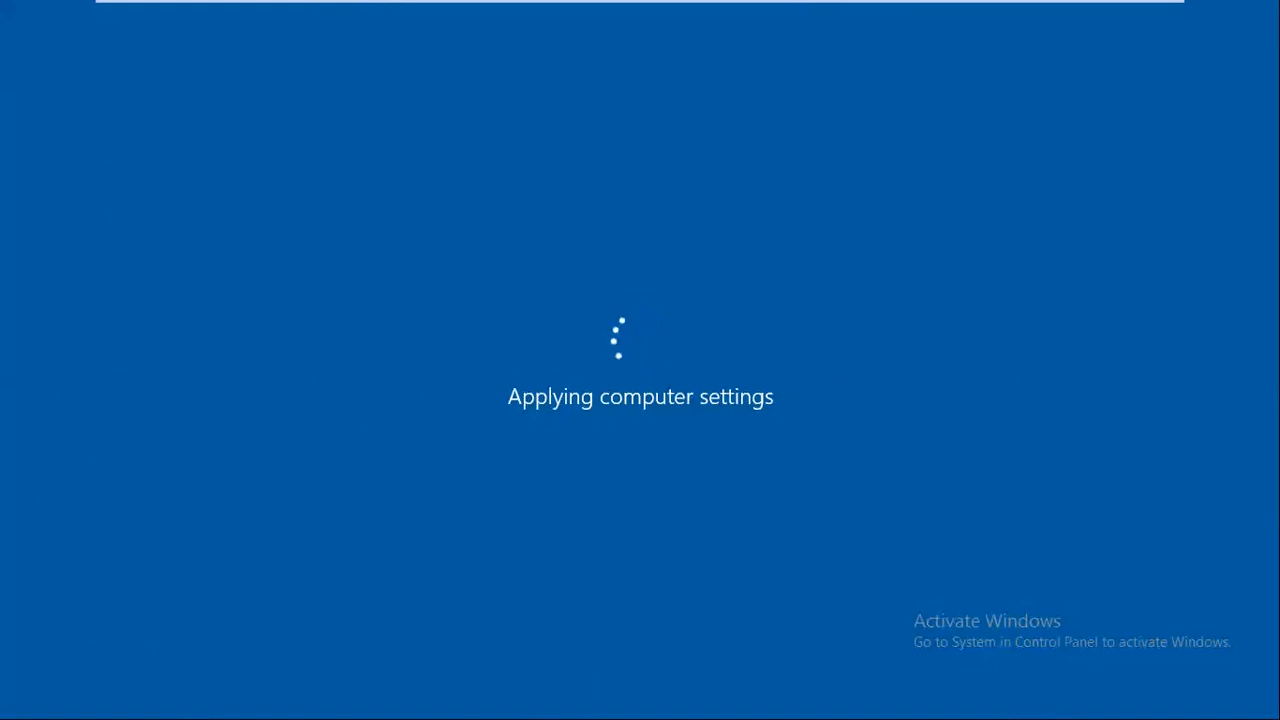 Applying computer settings
Activate Windows
Go to System in Control Panel to activate Windows.